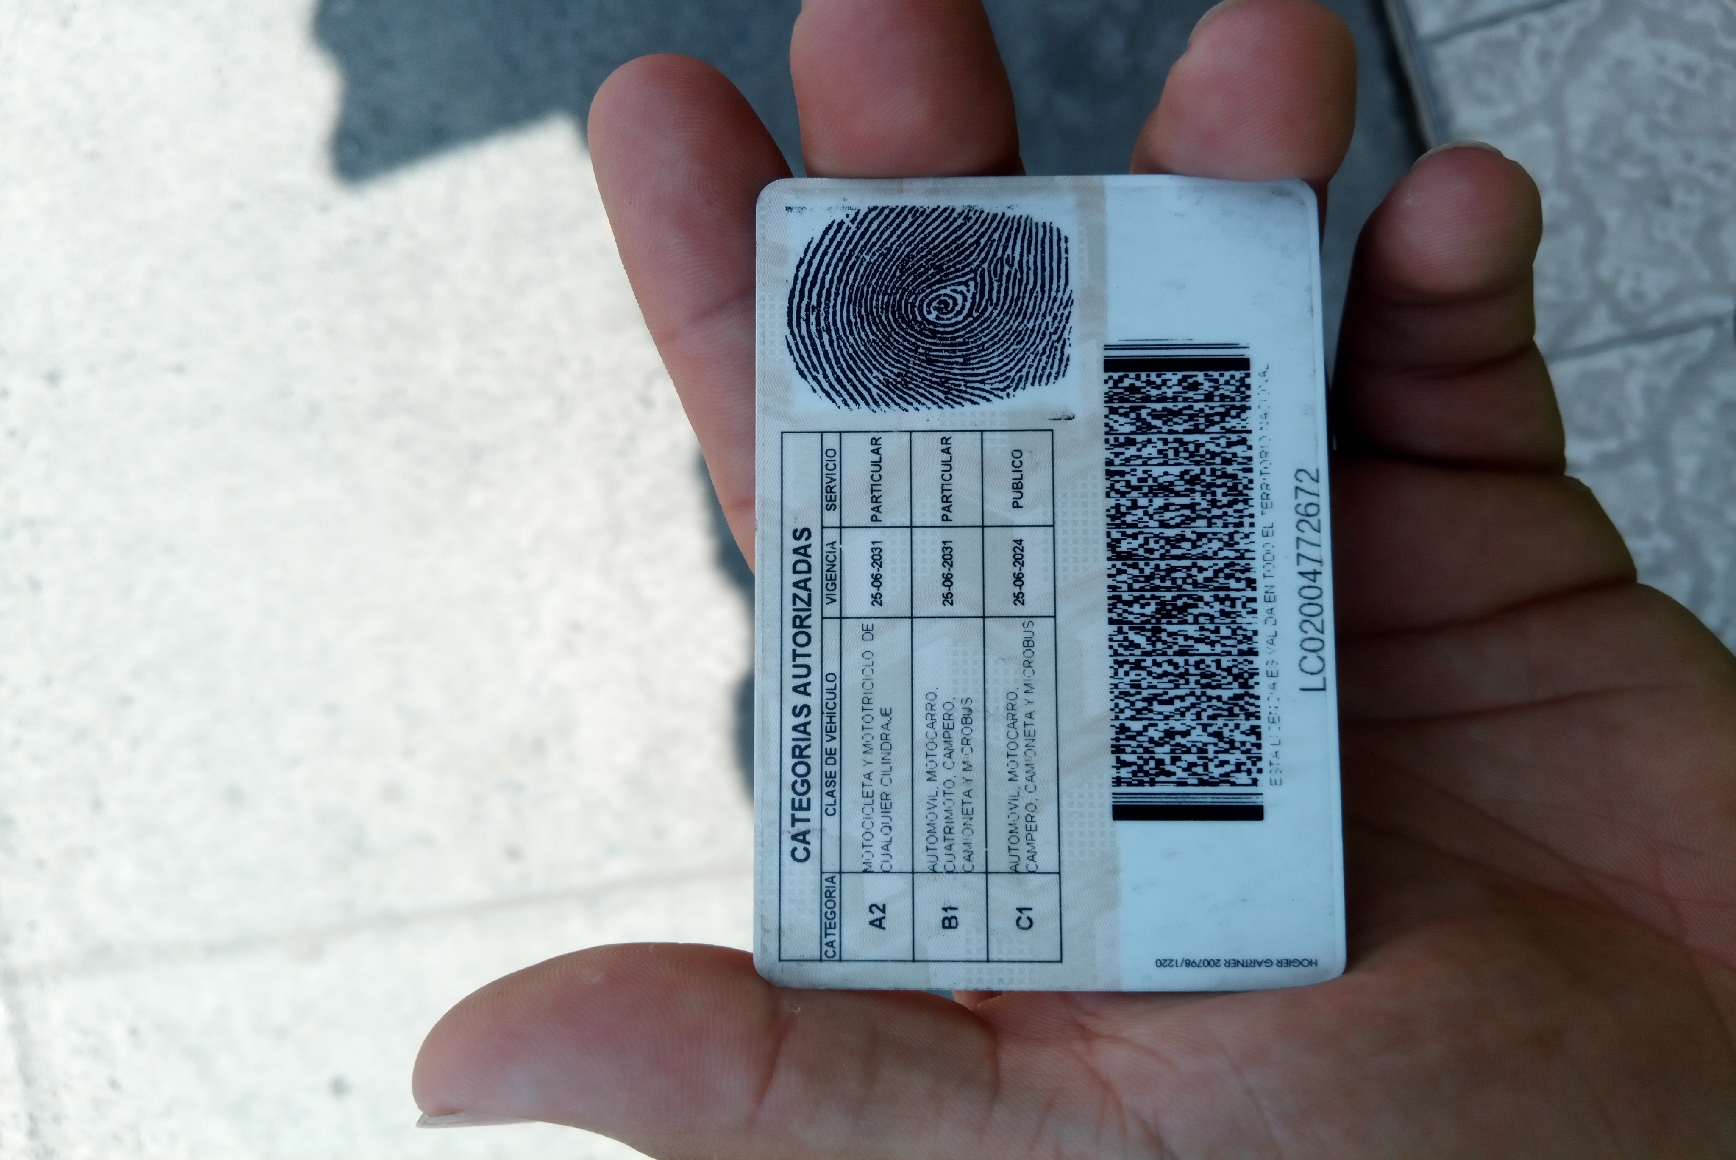 CATEGORIAS AUTORIZADAS
CATEGORIA CLASE DE VEHÍCULO VIGENCIA SERVICIO
A2 MOTOCICLETA Y MOTOTRICICLO DE CUALQUIER CILINDRAJE 25-06-2031 PARTICULAR
B1 AUTOMOVIL, MOTOCARRO, CUATRIMOTO, CAMPERO, CAMIONETA Y MICROBUS 25-06-2031 PARTICULAR
C1 AUTOMOVIL, MOTOCARRO, CAMPERO, CAMIONETA Y MICROBUS 25-06-2024 PUBLICO
ESTA LICENCIA ES VALIDA EN TODO EL TERRITORIO NACIONAL
LC02004772672
HOGIER GARTNER 200798/1220